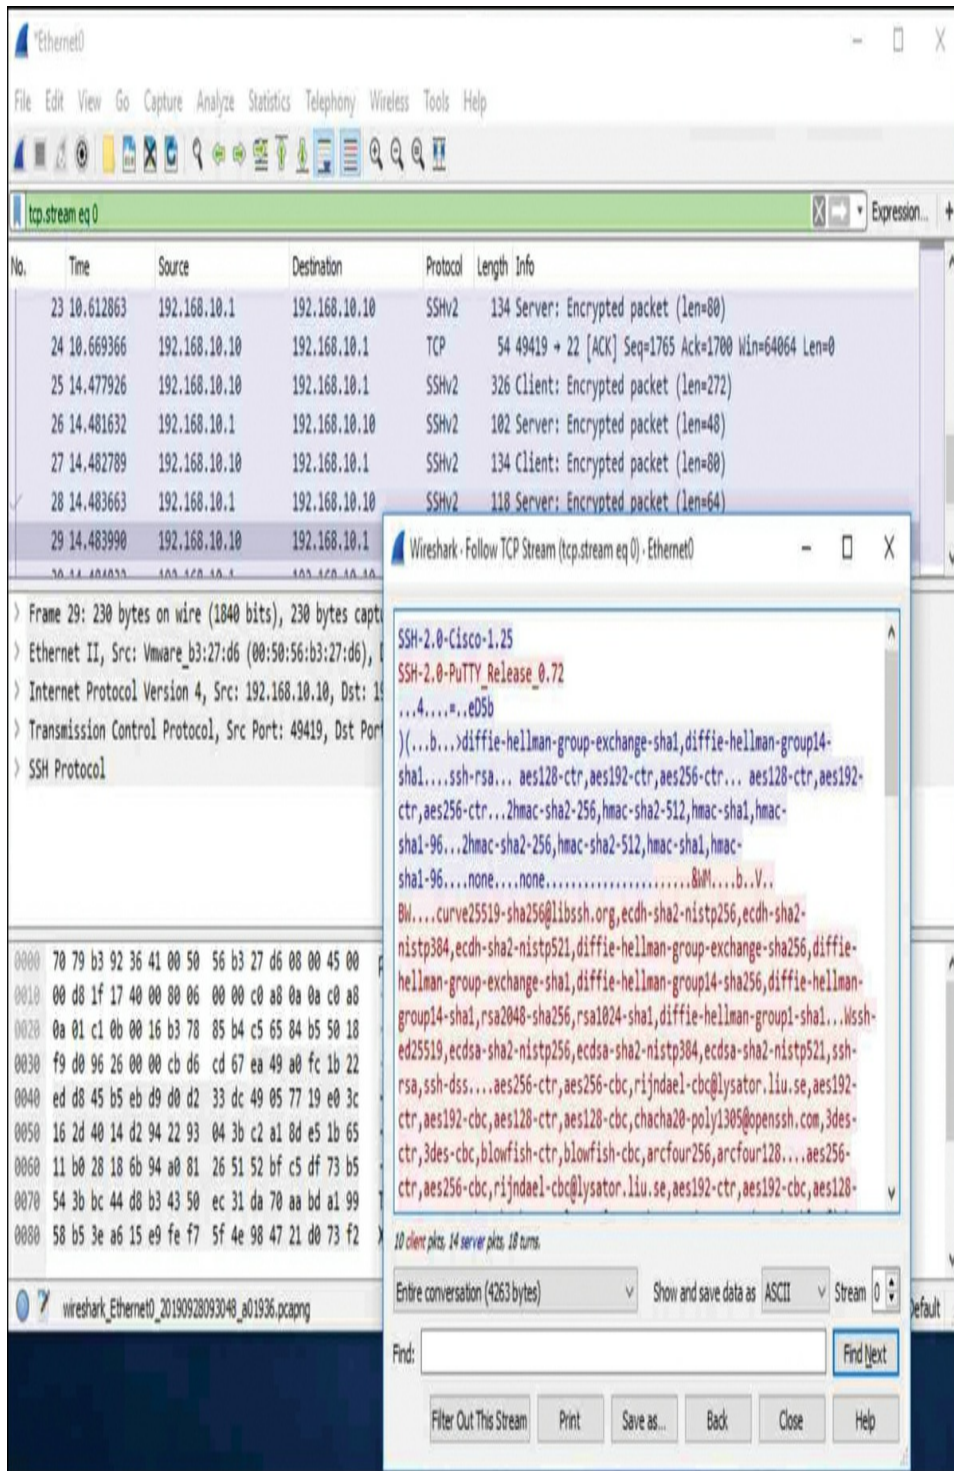 *Ethernet0
File Edit View Go Capture Analyze Statistics Telephony Wireless Tools Help
tcp.stream eq 0 Expression... +
No. Time Source Destination Protocol Length Info
23 10.612863 192.168.10.1 192.168.10.10 SSHv2 134 Server: Encrypted packet (len=80)
24 10.669366 192.168.10.10 192.168.10.1 TCP 54 49419 → 22 [ACK] Seq=1765 Ack=1700 Win=64064 Len=0
25 14.477926 192.168.10.10 192.168.10.1 SSHv2 326 Client: Encrypted packet (len=272)
26 14.481632 192.168.10.1 192.168.10.10 SSHv2 102 Server: Encrypted packet (len=48)
27 14.482789 192.168.10.10 192.168.10.1 SSHv2 134 Client: Encrypted packet (len=80)
28 14.483663 192.168.10.1 192.168.10.10 SSHv2 118 Server: Encrypted packet (len=64)
29 14.483990 192.168.10.10 192.168.10.1
Frame 29: 230 bytes on wire (1840 bits), 230 bytes captu
Ethernet II, Src: Vmware_b3:27:d6 (00:50:56:b3:27:d6), D
Internet Protocol Version 4, Src: 192.168.10.10, Dst: 19
Transmission Control Protocol, Src Port: 49419, Dst Port
SSH Protocol
0000 70 79 b3 92 36 41 00 50 56 b3 27 d6 08 00 45 00
0010 00 d8 1f 17 40 00 80 06 00 00 c0 a8 0a 0a c0 a8
0020 0a 01 c1 0b 00 16 b3 78 85 b4 c5 65 84 b5 50 18
0030 f9 d0 96 26 00 00 cb d6 cd 67 ea 49 a0 fc 1b 22
0040 ed d8 45 b5 eb d9 d0 d2 33 dc 49 05 77 19 e0 3c
0050 16 2d 40 14 d2 94 22 93 04 3b c2 a1 8d e5 1b 65
0060 11 b0 28 18 6b 94 a0 81 26 51 52 bf c5 df 73 b5
0070 54 3b bc 44 d8 b3 43 50 ec 31 da 70 aa bd a1 99
0080 58 b5 3e a6 15 e9 fe f7 5f 4e 98 47 21 d0 73 f2
wireshark_Ethernet0_20190928093048_a01936.pcapng
Default
Wireshark · Follow TCP Stream (tcp.stream eq 0) · Ethernet0
SSH-2.0-Cisco-1.25
SSH-2.0-PuTTY_Release_0.72
...4....=..eD5b
)(...b...>diffie-hellman-group-exchange-sha1,diffie-hellman-group14-
sha1....ssh-rsa... aes128-ctr,aes192-ctr,aes256-ctr... aes128-ctr,aes192-
ctr,aes256-ctr...2hmac-sha2-256,hmac-sha2-512,hmac-sha1,hmac-
sha1-96...2hmac-sha2-256,hmac-sha2-512,hmac-sha1,hmac-
sha1-96....none....none......................&WM....b..V..
BW....curve25519-sha256@libssh.org,ecdh-sha2-nistp256,ecdh-sha2-
nistp384,ecdh-sha2-nistp521,diffie-hellman-group-exchange-sha256,diffie-
hellman-group-exchange-sha1,diffie-hellman-group14-sha256,diffie-hellman-
group14-sha1,rsa2048-sha256,rsa1024-sha1,diffie-hellman-group1-sha1...Wssh-
ed25519,ecdsa-sha2-nistp256,ecdsa-sha2-nistp384,ecdsa-sha2-nistp521,ssh-
rsa,ssh-dss....aes256-ctr,aes256-cbc,rijndael-cbc@lysator.liu.se,aes192-
ctr,aes192-cbc,aes128-ctr,aes128-cbc,chacha20-poly1305@openssh.com,3des-
ctr,3des-cbc,blowfish-ctr,blowfish-cbc,arcfour256,arcfour128....aes256-
ctr,aes256-cbc,rijndael-cbc@lysator.liu.se,aes192-ctr,aes192-cbc,aes128-
10 client pkts, 14 server pkts, 18 turns.
Entire conversation (4263 bytes) Show and save data as ASCII Stream 0
Find: Find Next
Filter Out This Stream Print Save as... Back Close Help